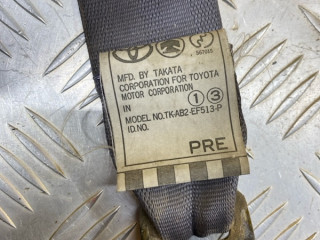 MFD. BY TAKATA
CORPORATION FOR TOYOTA
MOTOR CORPORATION
IN ① ③
MODEL NO.TK-AB2-EF513-P
ID.NO.
PRE